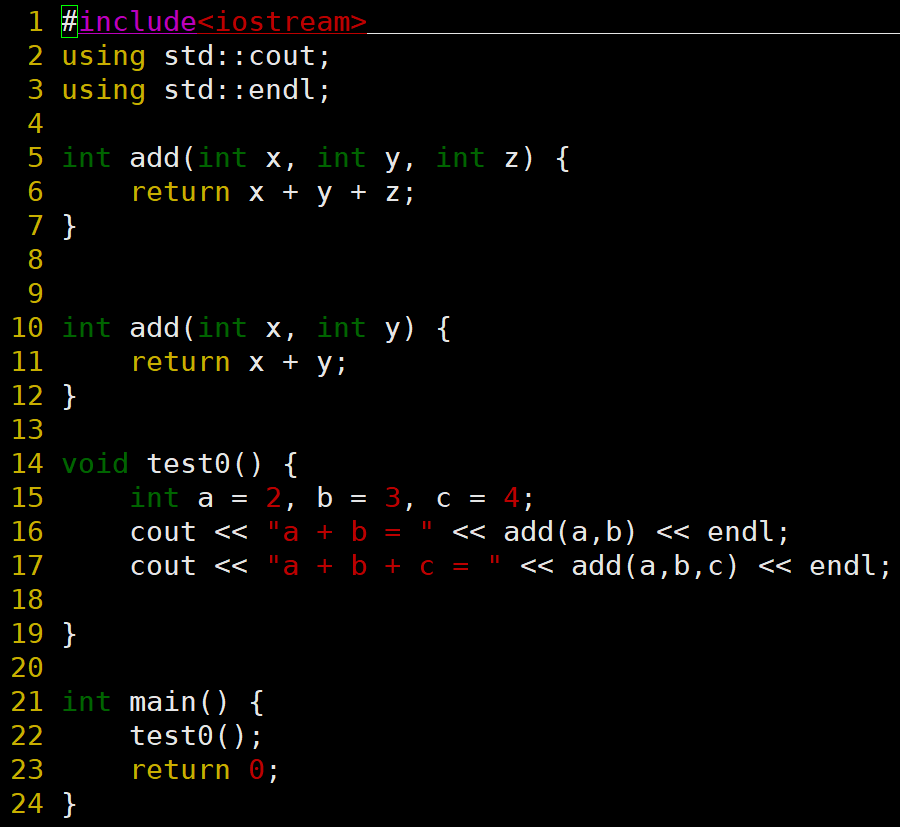 1 #include<iostream>
2 using std::cout;
3 using std::endl;
4
5 int add(int x, int y, int z) {
6     return x + y + z;
7 }
8
9
10 int add(int x, int y) {
11     return x + y;
12 }
13
14 void test0() {
15     int a = 2, b = 3, c = 4;
16     cout << "a + b = " << add(a,b) << endl;
17     cout << "a + b + c = " << add(a,b,c) << endl;
18
19 }
20
21 int main() {
22     test0();
23     return 0;
24 }